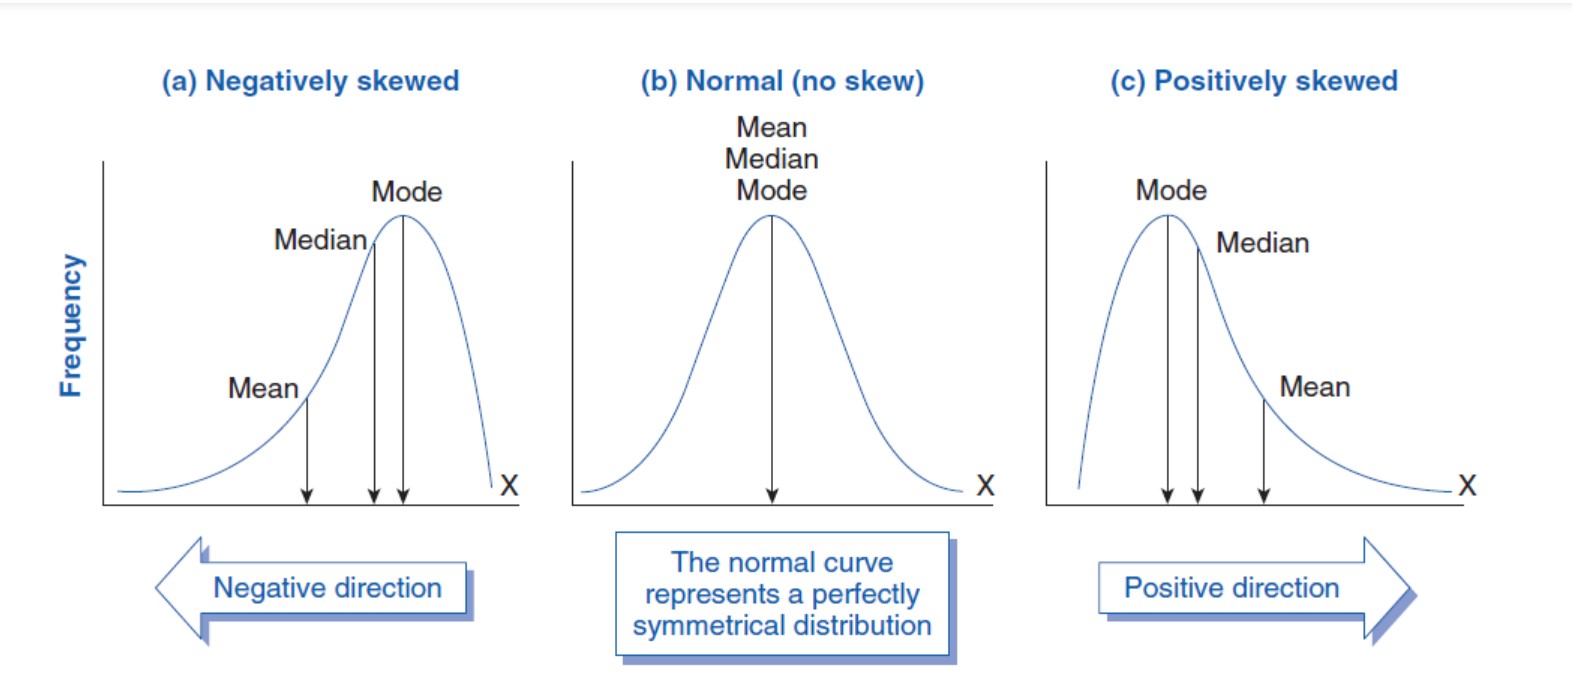 (a) Negatively skewed
(b) Normal (no skew)
(c) Positively skewed
Frequency
Mode
Median
Mean
X
Negative direction
Mean
Median
Mode
X
The normal curve
represents a perfectly
symmetrical distribution
Mode
Median
Mean
X
Positive direction